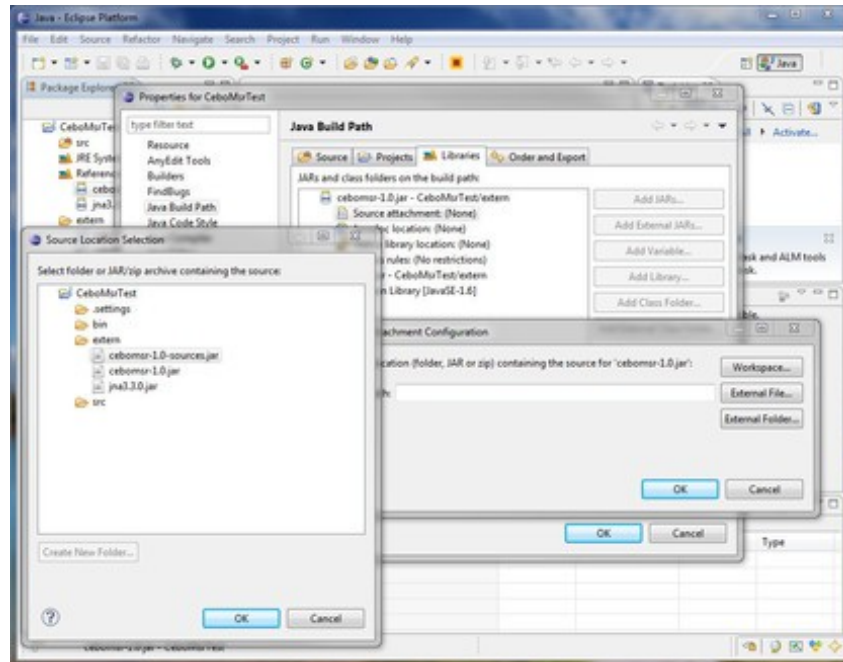 Java - Eclipse Platform
File Edit Source Refactor Navigate Search Project Run Window Help
Java
Package Explorer
Properties for CeboMsrTest
type filter text
Java Build Path
Activate...
CeboMsrTe
src
JRE Syste
Referenc
cebo
jna3.
extern
Resource
AnyEdit Tools
Builders
FindBugs
Java Build Path
Java Code Style
Source Projects Libraries Order and Export
JARs and class folders on the build path:
cebomsr-1.0.jar - CeboMsrTest/extern
Source attachment: (None)
location: (None)
library location: (None)
rules: (No restrictions)
r - CeboMsrTest/extern
Library [JavaSE-1.6]
Add JARs...
Add External JARs...
Add Variable...
Add Library...
Add Class Folder...
sk and ALM tools
Source Location Selection
Select folder or JAR/zip archive containing the source:
CeboMsrTest
.settings
bin
extern
cebomsr-1.0-sources.jar
cebomsr-1.0.jar
jna3.3.0.jar
src
Create New Folder...
OK Cancel
achment Configuration
cation (folder, JAR or zip) containing the source for 'cebomsr-1.0.jar':
Workspace...
External File...
External Folder...
OK Cancel
OK Cancel
Type
cebomsr-1.0.jar - CeboMsrTest